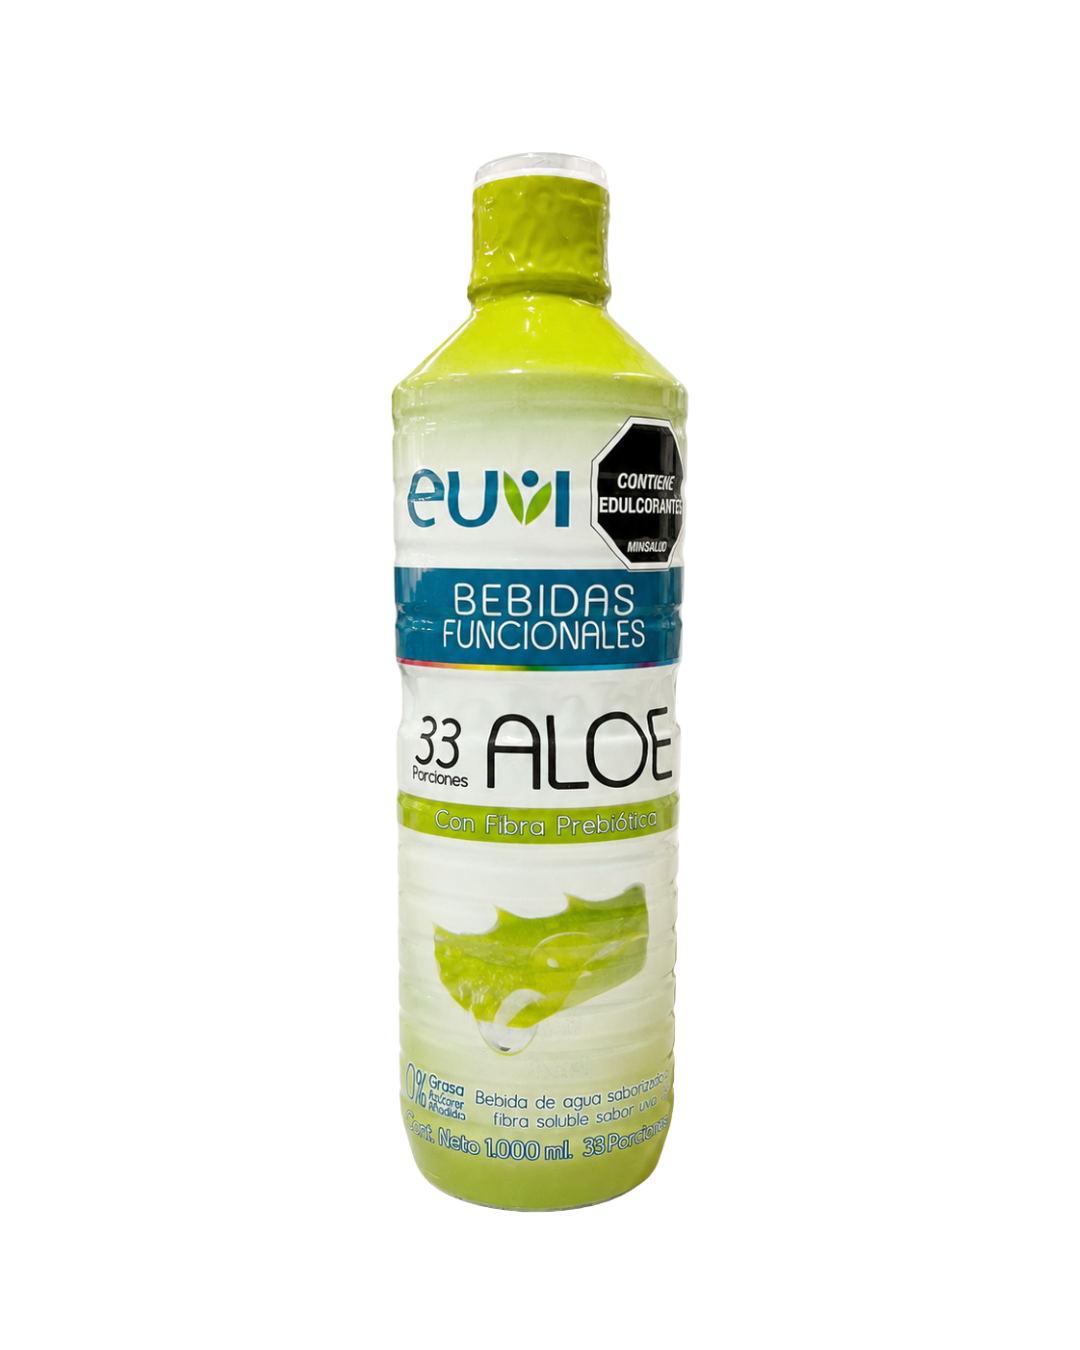 euvi
CONTIENE
EDULCORANTES
MINSALUD
BEBIDAS
FUNCIONALES
33
Porciones
ALOE
Con Fibra Prebiótica
0% Grasa
Azúcares
Añadidos
Bebida de agua saborizada
fibra soluble sabor uva
Cont. Neto 1.000 ml. 33 Porciones